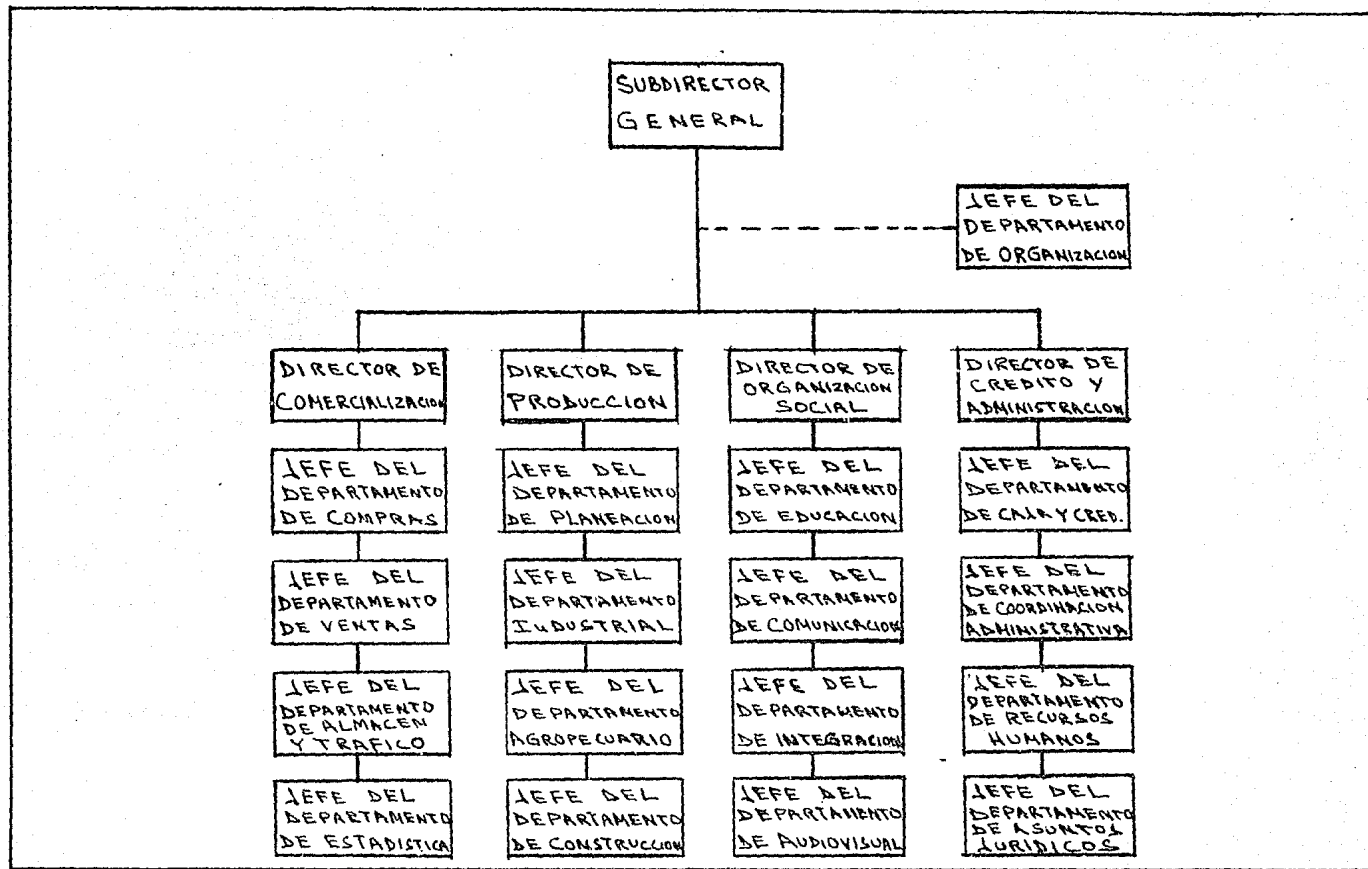 SUBDIRECTOR
GENERAL
JEFE DEL
DEPARTAMENTO
DE ORGANIZACION
DIRECTOR DE
COMERCIALIZACION
DIRECTOR DE
PRODUCCION
DIRECTOR DE
ORGANIZACION
SOCIAL
DIRECTOR DE
CREDITO Y
ADMINISTRACION
JEFE DEL
DEPARTAMENTO
DE COMPRAS
JEFE DEL
DEPARTAMENTO
DE PLANEACION
JEFE DEL
DEPARTAMENTO
DE EDUCACION
JEFE DEL
DEPARTAMENTO
DE CAJA Y CRED.
JEFE DEL
DEPARTAMENTO
DE VENTAS
JEFE DEL
DEPARTAMENTO
INDUSTRIAL
JEFE DEL
DEPARTAMENTO
DE COMUNICACION
JEFE DEL
DEPARTAMENTO
DE COORDINACION
ADMINISTRATIVA
JEFE DEL
DEPARTAMENTO
DE ALMACEN
Y TRAFICO
JEFE DEL
DEPARTAMENTO
AGROPECUARIO
JEFE DEL
DEPARTAMENTO
DE INTEGRACION
JEFE DEL
DEPARTAMENTO
DE RECURSOS
HUMANOS
JEFE DEL
DEPARTAMENTO
DE ESTADISTICA
JEFE DEL
DEPARTAMENTO
DE CONSTRUCCION
JEFE DEL
DEPARTAMENTO
DE AUDIOVISUAL
JEFE DEL
DEPARTAMENTO
DE ASUNTOS
JURIDICOS